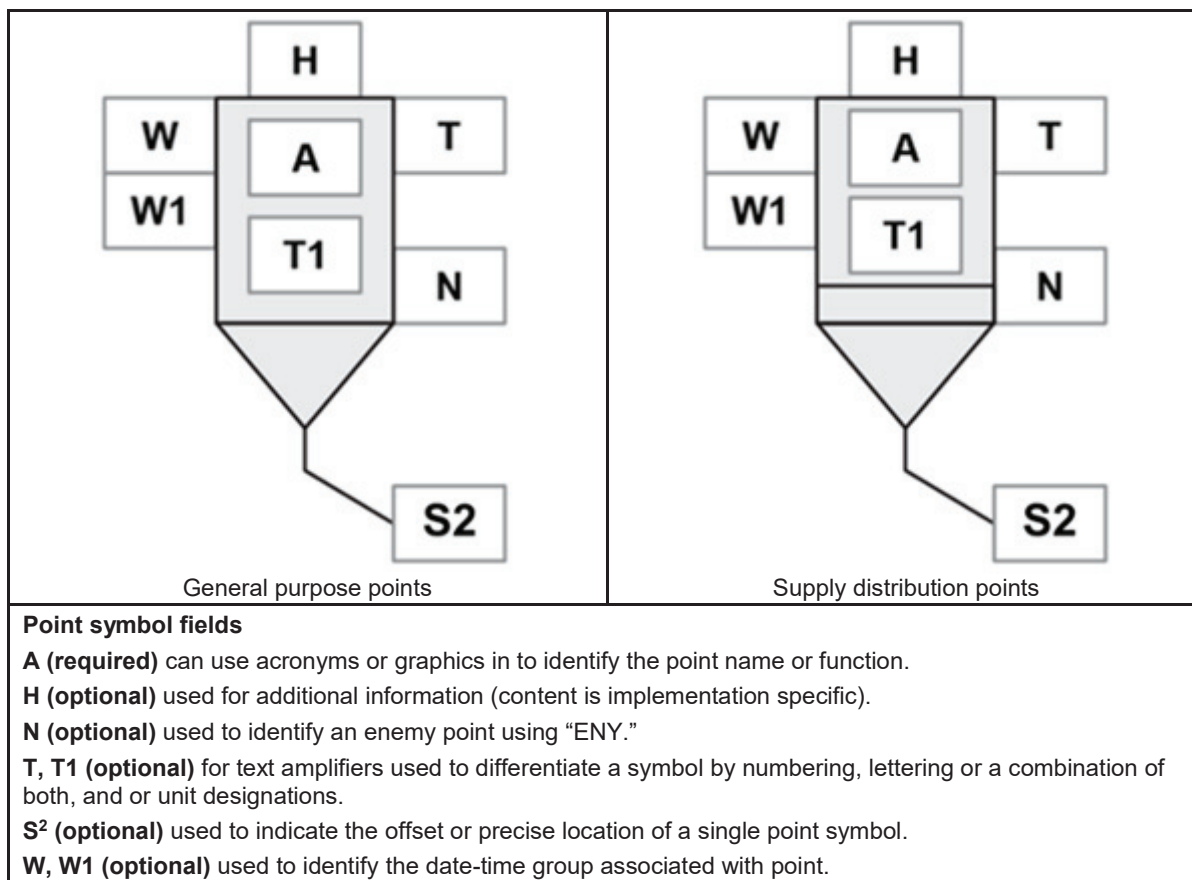 H
W
A
T
W1
T1
N
S2
General purpose points
H
W
A
T
W1
T1
N
S2
Supply distribution points
Point symbol fields
A (required) can use acronyms or graphics in to identify the point name or function.
H (optional) used for additional information (content is implementation specific).
N (optional) used to identify an enemy point using “ENY.”
T, T1 (optional) for text amplifiers used to differentiate a symbol by numbering, lettering or a combination of
both, and or unit designations.
S² (optional) used to indicate the offset or precise location of a single point symbol.
W, W1 (optional) used to identify the date-time group associated with point.